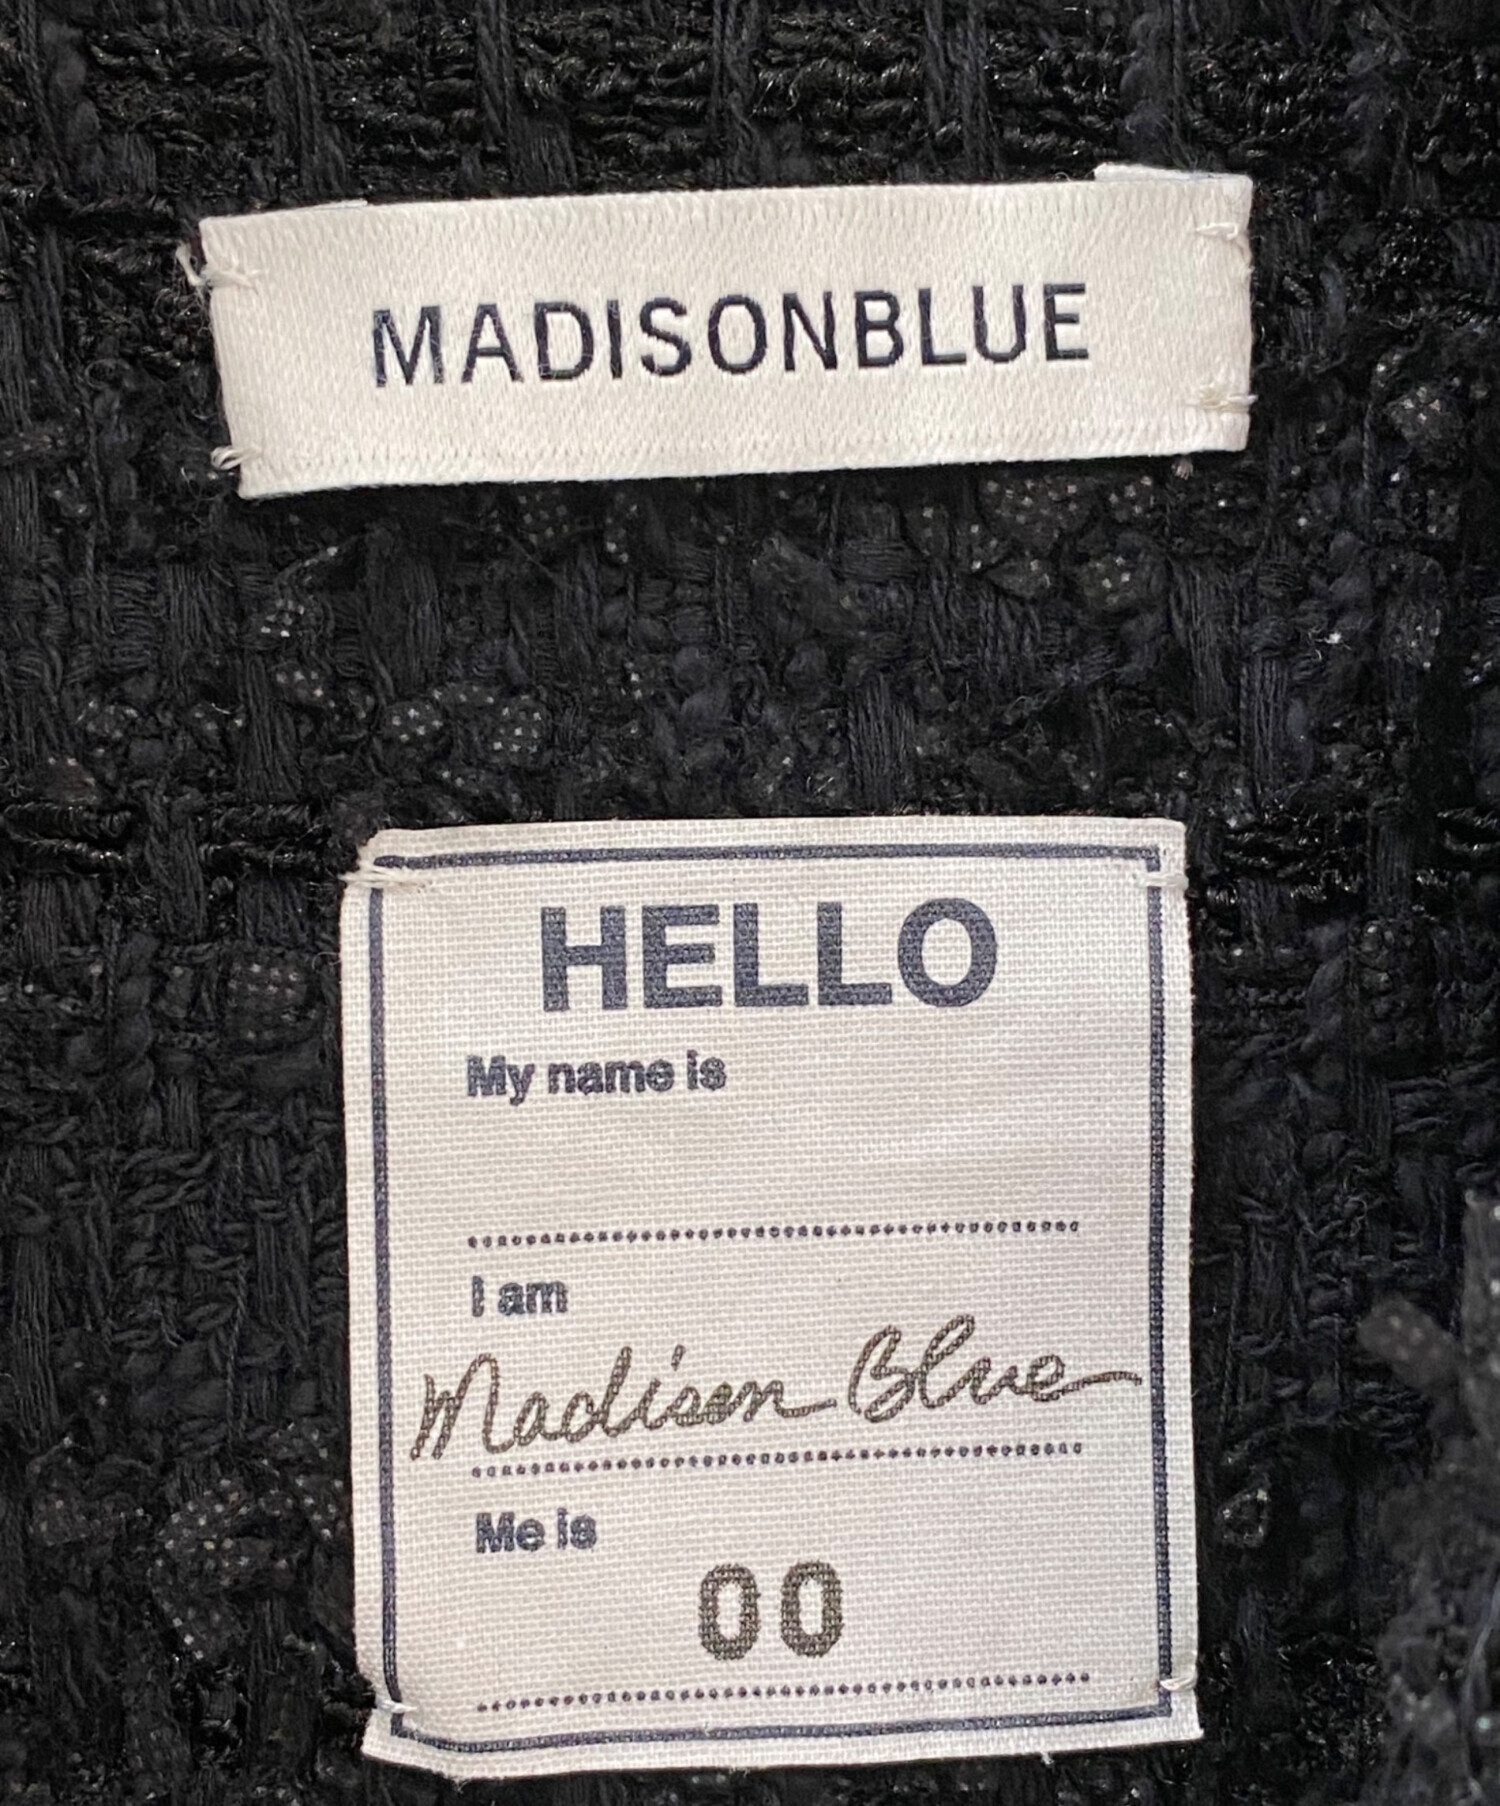 MADISONBLUE
HELLO
My name is
I am
Madison Blue
Me is
00